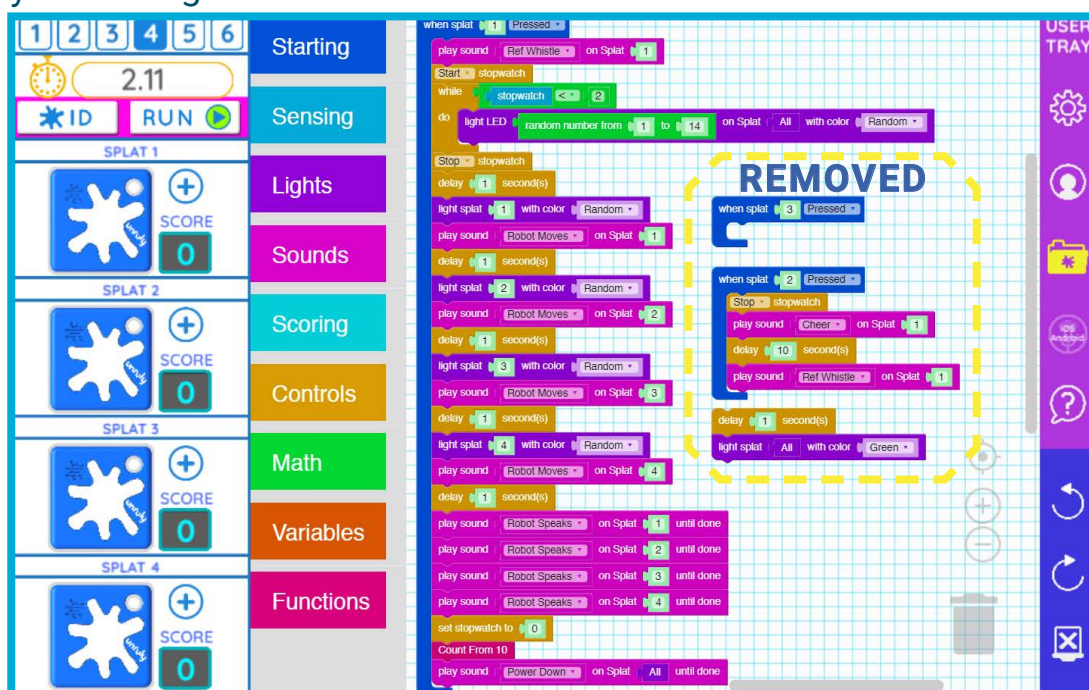 1 2 3 4 5 6
2.11
ID RUN
SPLAT 1
SCORE
0
SPLAT 2
SCORE
0
SPLAT 3
SCORE
0
SPLAT 4
SCORE
0
Starting
Sensing
Lights
Sounds
Scoring
Controls
Math
Variables
Functions
when splat 1 Pressed
play sound Ref Whistle on Splat 1
Start stopwatch
while stopwatch < 2
do light LED random number from 1 to 14 on Splat All with color Random
Stop stopwatch
delay 1 second(s)
light splat 1 with color Random
play sound Robot Moves on Splat 1
delay 1 second(s)
light splat 2 with color Random
play sound Robot Moves on Splat 2
delay 1 second(s)
light splat 3 with color Random
play sound Robot Moves on Splat 3
delay 1 second(s)
light splat 4 with color Random
play sound Robot Moves on Splat 4
delay 1 second(s)
play sound Robot Speaks on Splat 1 until done
play sound Robot Speaks on Splat 2 until done
play sound Robot Speaks on Splat 3 until done
play sound Robot Speaks on Splat 4 until done
set stopwatch to 0
Count From 10
play sound Power Down on Splat All until done
REMOVED
when splat 3 Pressed
when splat 2 Pressed
Stop stopwatch
play sound Cheer on Splat 1
delay 10 second(s)
play sound Ref Whistle on Splat 1
delay 1 second(s)
light splat All with color Green
USER
TRAY
iOS
Android